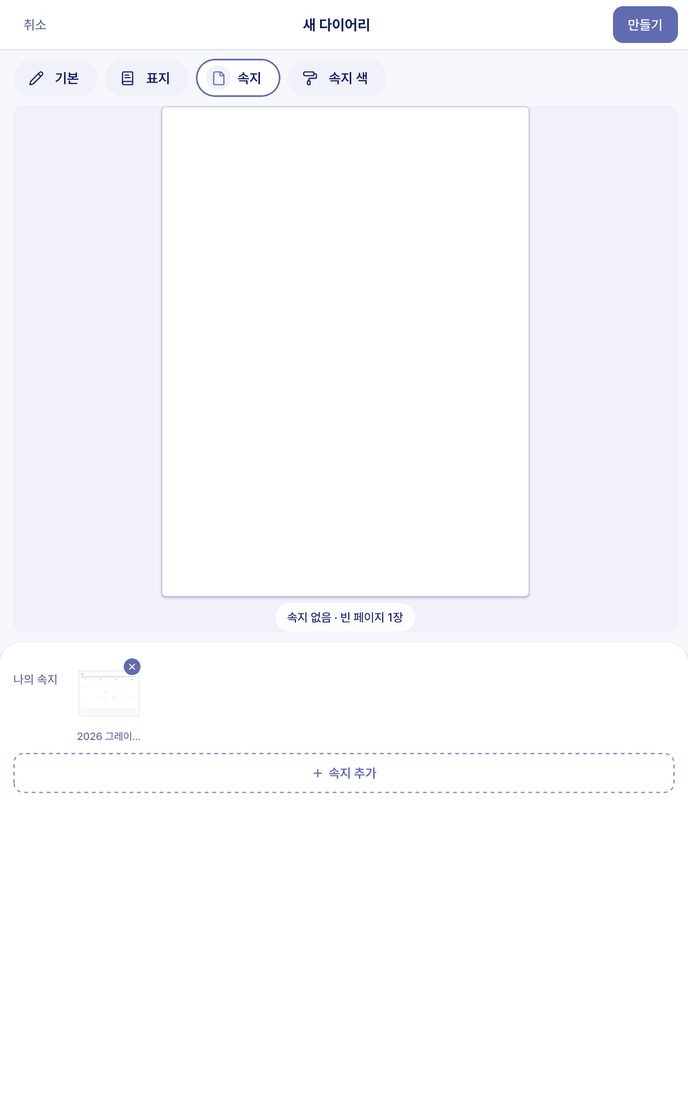 취소
새 다이어리
만들기
기본
표지
속지
속지 색
속지 없음 · 빈 페이지 1장
나의 속지
2026 그레이...
+ 속지 추가